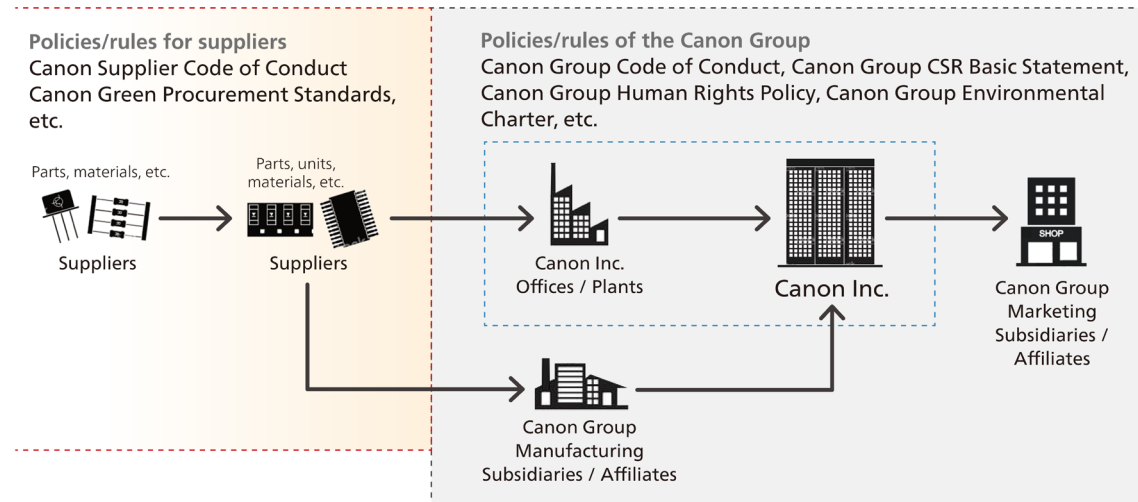 Policies/rules for suppliers
Canon Supplier Code of Conduct
Canon Green Procurement Standards,
etc.
Policies/rules of the Canon Group
Canon Group Code of Conduct, Canon Group CSR Basic Statement,
Canon Group Human Rights Policy, Canon Group Environmental
Charter, etc.
Parts, materials, etc.
Suppliers
Parts, units,
materials, etc.
Suppliers
Canon Inc.
Offices / Plants
Canon Inc.
SHOP
Canon Group
Marketing
Subsidiaries /
Affiliates
Canon Group
Manufacturing
Subsidiaries / Affiliates